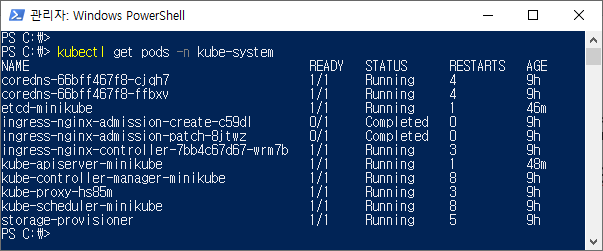 관리자: Windows PowerShell
PS C:\>
PS C:\> kubectl get pods -n kube-system
NAME READY STATUS RESTARTS AGE
coredns-66bff467f8-cjqh7 1/1 Running 4 9h
coredns-66bff467f8-ffbxv 1/1 Running 4 9h
etcd-minikube 1/1 Running 1 46m
ingress-nginx-admission-create-c59dl 0/1 Completed 0 9h
ingress-nginx-admission-patch-8jtwz 0/1 Completed 0 9h
ingress-nginx-controller-7bb4c67d67-wrm7b 1/1 Running 3 9h
kube-apiserver-minikube 1/1 Running 1 48m
kube-controller-manager-minikube 1/1 Running 8 9h
kube-proxy-hs85m 1/1 Running 3 9h
kube-scheduler-minikube 1/1 Running 8 9h
storage-provisioner 1/1 Running 5 9h
PS C:\>